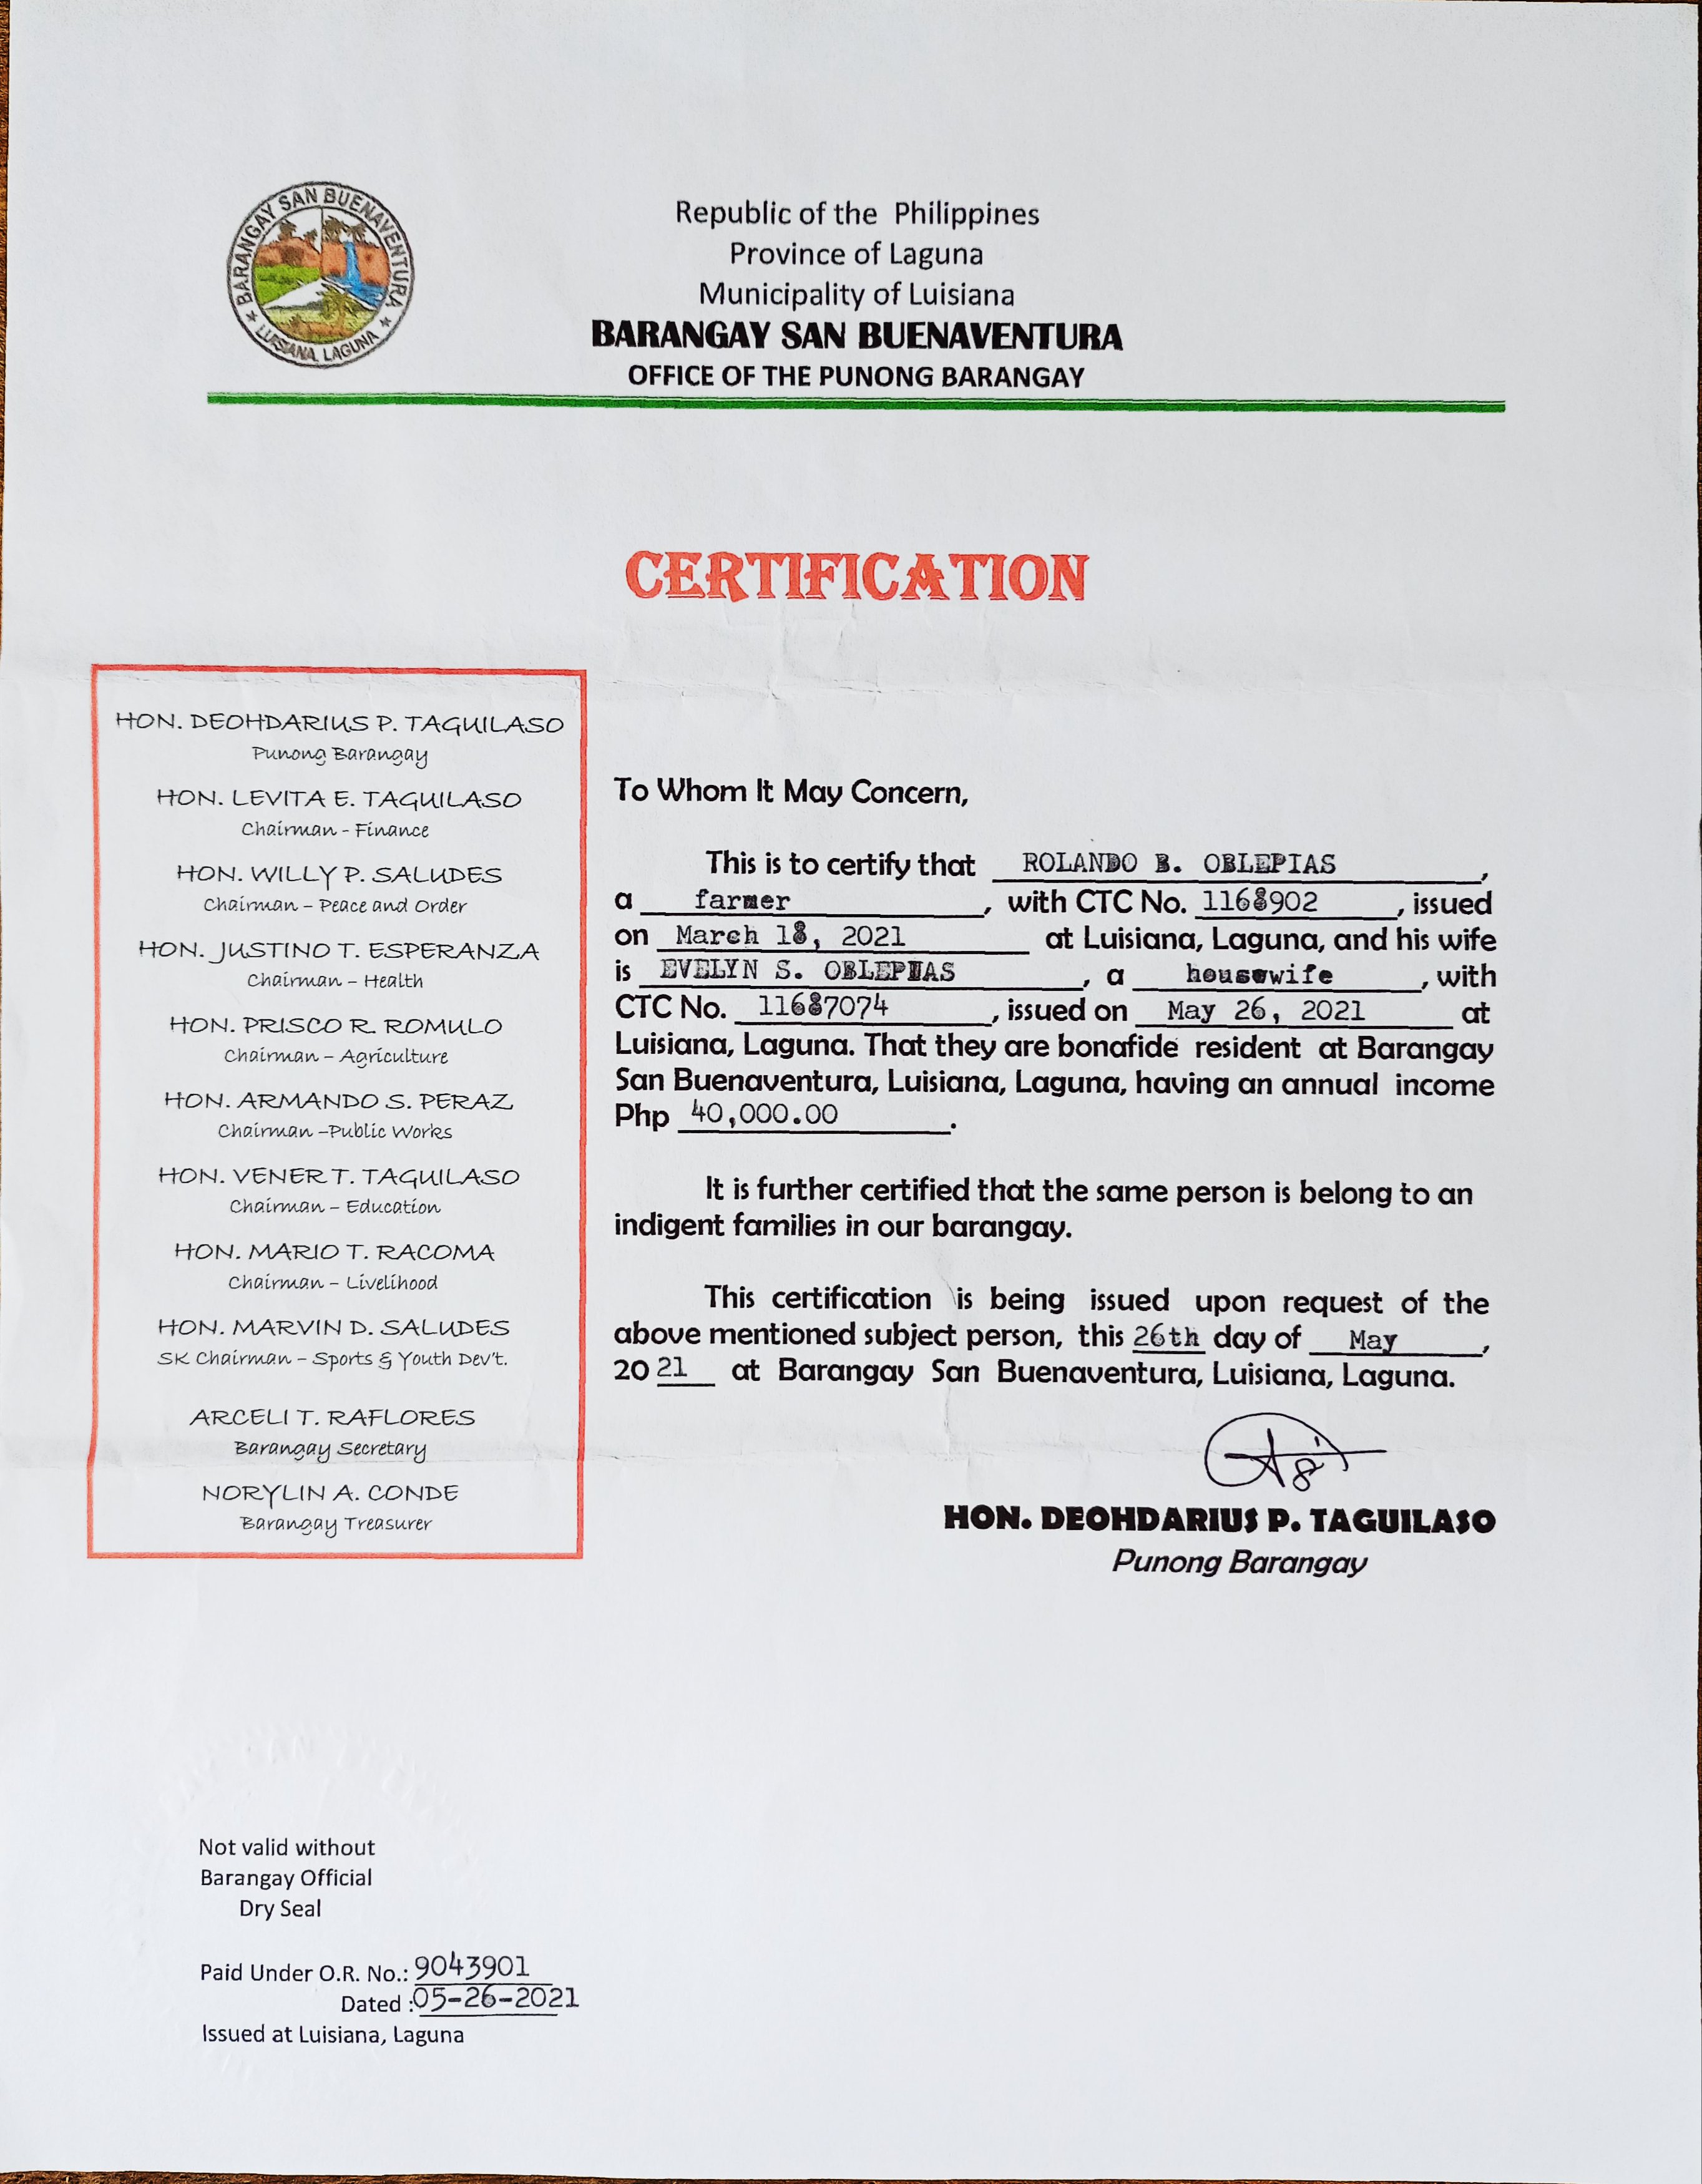 BARANGAY SAN BUENAVENTURA
LUISIANA, LAGUNA
Republic of the Philippines
Province of Laguna
Municipality of Luisiana
BARANGAY SAN BUENAVENTURA
OFFICE OF THE PUNONG BARANGAY
CERTIFICATION
HON. DEOHDARIUS P. TAGUILASO
Punong Barangay
HON. LEVITA E. TAGUILASO
Chairman - Finance
HON. WILLY P. SALUDES
Chairman – Peace and Order
HON. JUSTINO T. ESPERANZA
Chairman – Health
HON. PRISCO R. ROMULO
Chairman – Agriculture
HON. ARMANDO S. PERAZ
Chairman –Public Works
HON. VENER T. TAGUILASO
Chairman – Education
HON. MARIO T. RACOMA
Chairman – Livelihood
HON. MARVIN D. SALUDES
SK Chairman – Sports & Youth Dev't.
ARCELI T. RAFLORES
Barangay Secretary
NORYLIN A. CONDE
Barangay Treasurer
To Whom It May Concern,
This is to certify that ROLANDO B. OBLEPIAS,
a farmer, with CTC No. 1168902, issued
on March 18, 2021 at Luisiana, Laguna, and his wife
is EVELYN S. OBLEPIAS, a housewife, with
CTC No. 11687074, issued on May 26, 2021 at
Luisiana, Laguna. That they are bonafide resident at Barangay
San Buenaventura, Luisiana, Laguna, having an annual income
Php 40,000.00.
It is further certified that the same person is belong to an
indigent families in our barangay.
This certification is being issued upon request of the
above mentioned subject person, this 26th day of May,
20 21 at Barangay San Buenaventura, Luisiana, Laguna.
HON. DEOHDARIUS P. TAGUILASO
Punong Barangay
Not valid without
Barangay Official
Dry Seal
Paid Under O.R. No.: 9043901
Dated :05-26-2021
Issued at Luisiana, Laguna